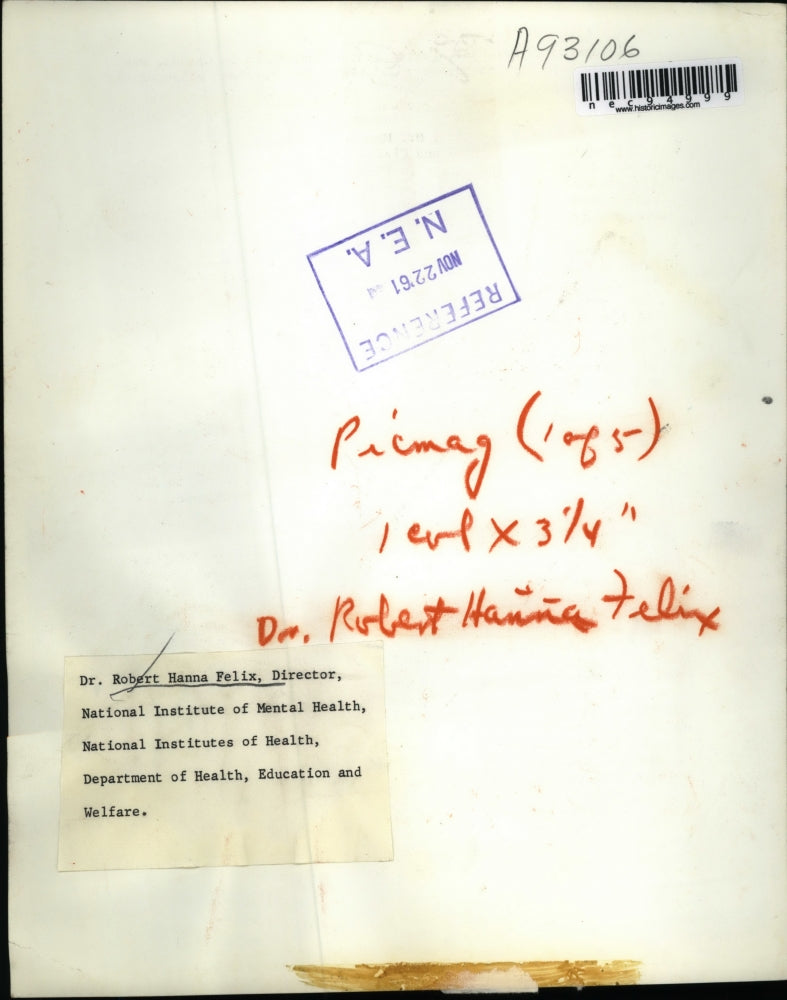 A93106
nec94999
www.historicimages.com
N.E.A.
NOV 22 '61
REFERENCE
Picmag (1 of 5)
1 col X 3 1/4"
Dr. Robert Hanna Felix
Dr. Robert Hanna Felix, Director,
National Institute of Mental Health,
National Institutes of Health,
Department of Health, Education and
Welfare.